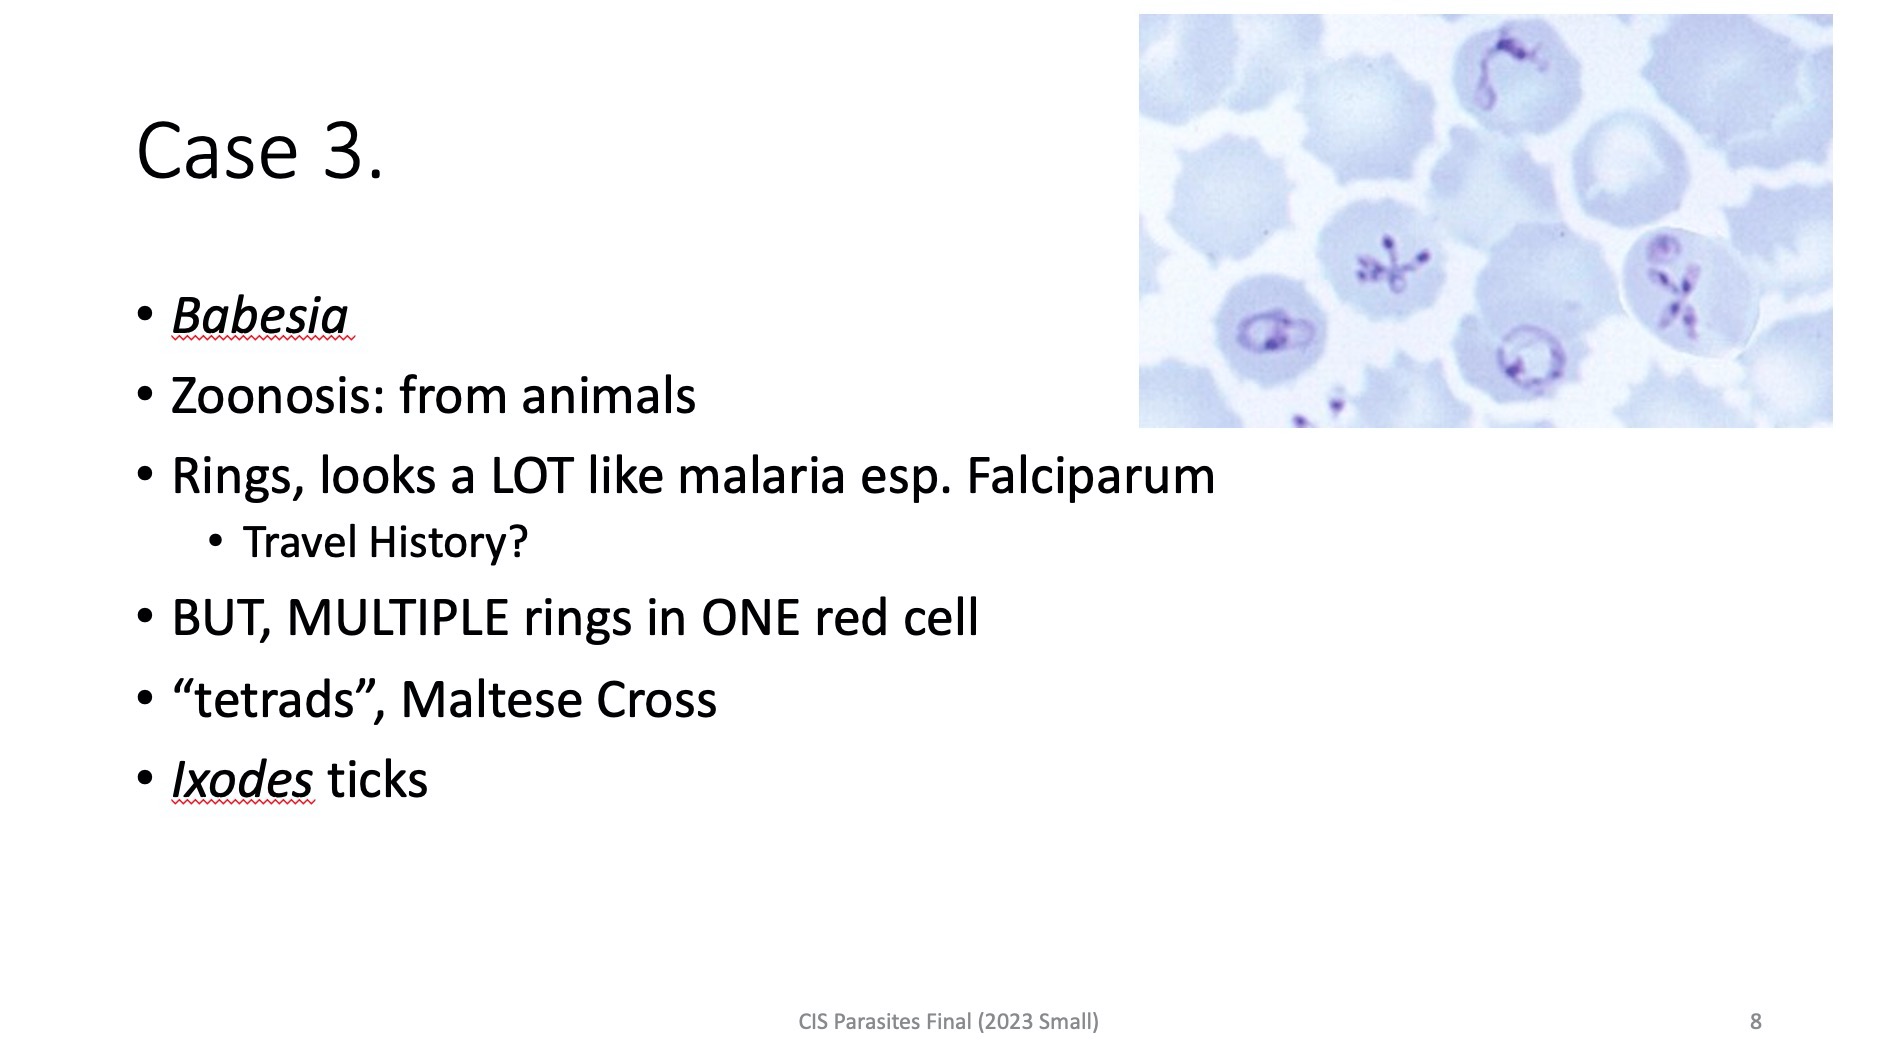 Case 3.
• Babesia
• Zoonosis: from animals
• Rings, looks a LOT like malaria esp. Falciparum
• Travel History?
• BUT, MULTIPLE rings in ONE red cell
• “tetrads”, Maltese Cross
• Ixodes ticks
CIS Parasites Final (2023 Small)
8